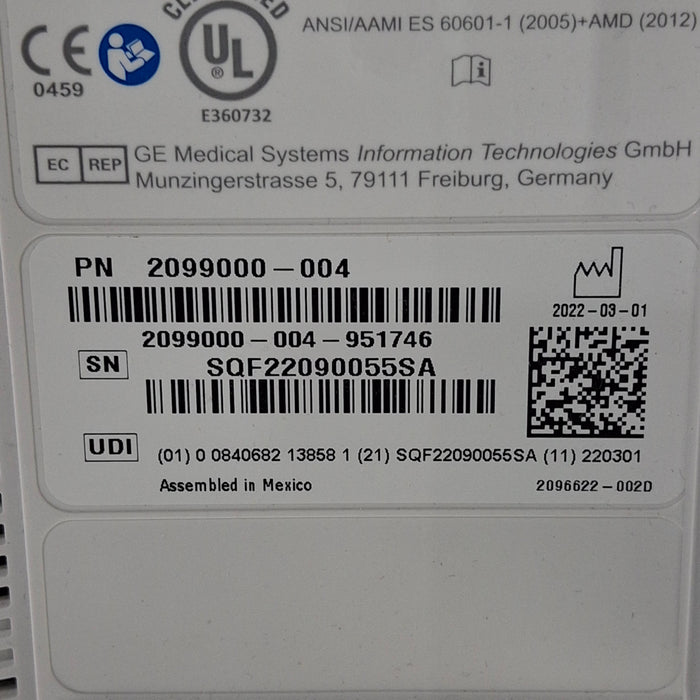 ANSI/AAMI ES 60601-1 (2005)+AMD (2012)
CE
0459
UL
®
E360732
EC REP
GE Medical Systems Information Technologies GmbH
Munzingerstrasse 5, 79111 Freiburg, Germany
PN 2099000-004
2022-03-01
2099000-004-951746
SN SQF22090055SA
UDI (01) 0 0840682 13858 1 (21) SQF22090055SA (11) 220301
Assembled in Mexico
2096622-002D